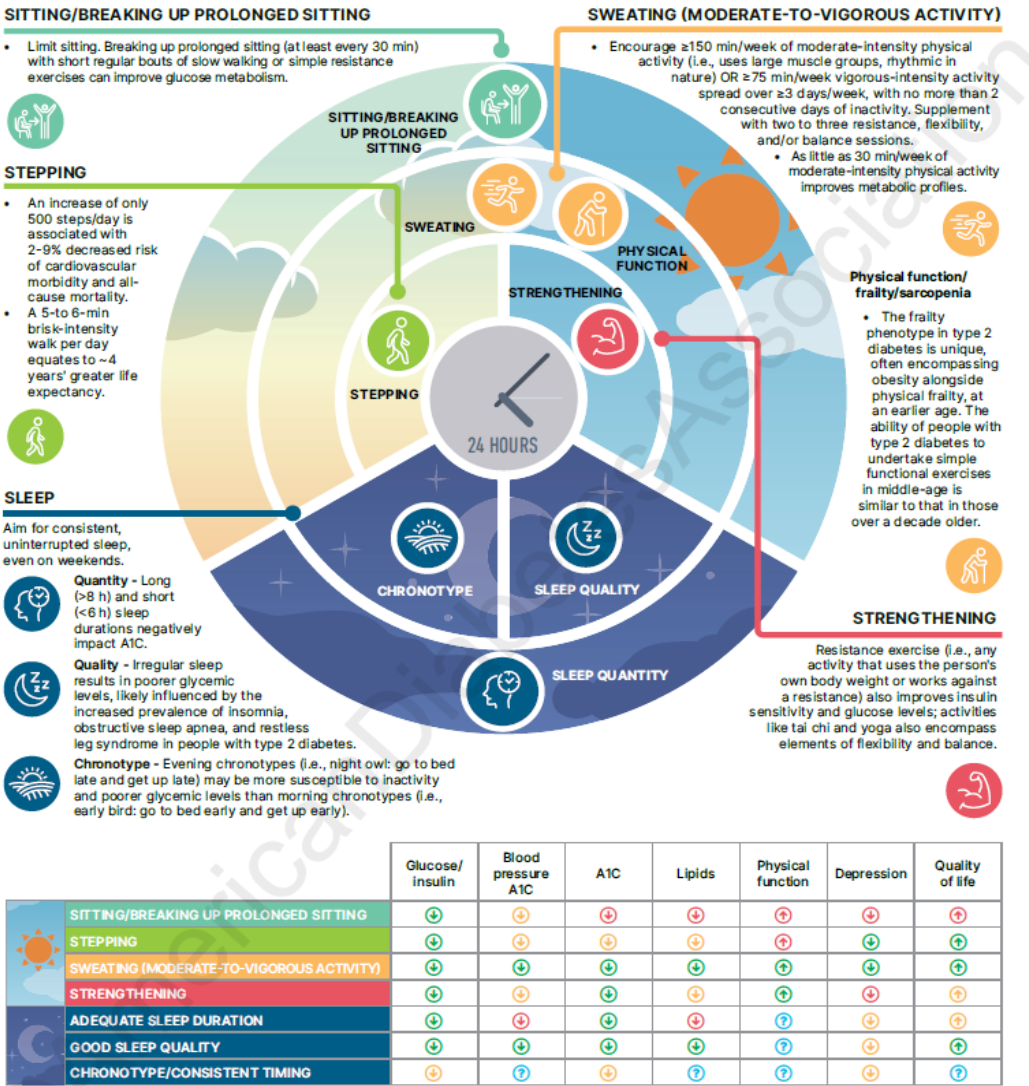 SITTING/BREAKING UP PROLONGED SITTING
• Limit sitting. Breaking up prolonged sitting (at least every 30 min)
with short regular bouts of slow walking or simple resistance
exercises can improve glucose metabolism.
STEPPING
• An increase of only
500 steps/day is
associated with
2-9% decreased risk
of cardiovascular
morbidity and all-
cause mortality.
• A 5-to 6-min
brisk-intensity
walk per day
equates to ~4
years' greater life
expectancy.
SLEEP
Aim for consistent,
uninterrupted sleep,
even on weekends.
Quantity - Long
(>8 h) and short
(<6 h) sleep
durations negatively
impact A1C.
Quality - Irregular sleep
results in poorer glycemic
levels, likely influenced by the
increased prevalence of insomnia,
obstructive sleep apnea, and restless
leg syndrome in people with type 2 diabetes.
Chronotype - Evening chronotypes (i.e., night owl: go to bed
late and get up late) may be more susceptible to inactivity
and poorer glycemic levels than morning chronotypes (i.e.,
early bird: go to bed early and get up early).
SITTING/BREAKING
UP PROLONGED
SITTING
SWEATING
PHYSICAL
FUNCTION
STRENGTHENING
STEPPING
24 HOURS
CHRONOTYPE
SLEEP QUALITY
SLEEP QUANTITY
SWEATING (MODERATE-TO-VIGOROUS ACTIVITY)
• Encourage ≥150 min/week of moderate-intensity physical
activity (i.e., uses large muscle groups, rhythmic in
nature) OR ≥75 min/week vigorous-intensity activity
spread over ≥3 days/week, with no more than 2
consecutive days of inactivity. Supplement
with two to three resistance, flexibility,
and/or balance sessions.
• As little as 30 min/week of
moderate-intensity physical activity
improves metabolic profiles.
Physical function/
frailty/sarcopenia
• The frailty
phenotype in type 2
diabetes is unique,
often encompassing
obesity alongside
physical frailty, at
an earlier age. The
ability of people with
type 2 diabetes to
undertake simple
functional exercises
in middle-age is
similar to that in those
over a decade older.
STRENGTHENING
Resistance exercise (i.e., any
activity that uses the person's
own body weight or works against
a resistance) also improves insulin
sensitivity and glucose levels; activities
like tai chi and yoga also encompass
elements of flexibility and balance.
Glucose/
insulin
Blood
pressure
A1C
A1C
Lipids
Physical
function
Depression
Quality
of life
SITTING/BREAKING UP PROLONGED SITTING ↓ ↓ ↓ ↓ ↑ ↓ ↑
STEPPING ↓ ↓ ↓ ↓ ↑ ↓ ↑
SWEATING (MODERATE-TO-VIGOROUS ACTIVITY) ↓ ↓ ↓ ↓ ↑ ↓ ↑
STRENGTHENING ↓ ↓ ↓ ↓ ↑ ↓ ↑
ADEQUATE SLEEP DURATION ↓ ↓ ↓ ↓ ? ↓ ↑
GOOD SLEEP QUALITY ↓ ↓ ↓ ↓ ? ↓ ↑
CHRONOTYPE/CONSISTENT TIMING ↓ ? ↓ ? ? ↓ ?
erican Diabetes Association